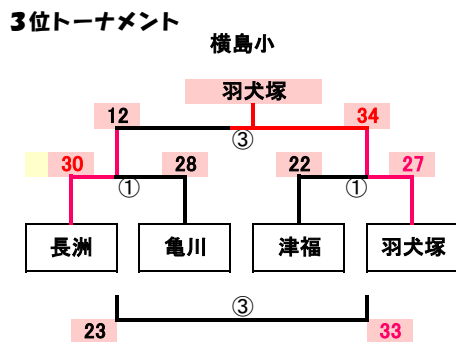 3位トーナメント
横島小
羽犬塚
12 34
③
30 28 22 27
① ①
長洲 亀川 津福 羽犬塚
③
23 33